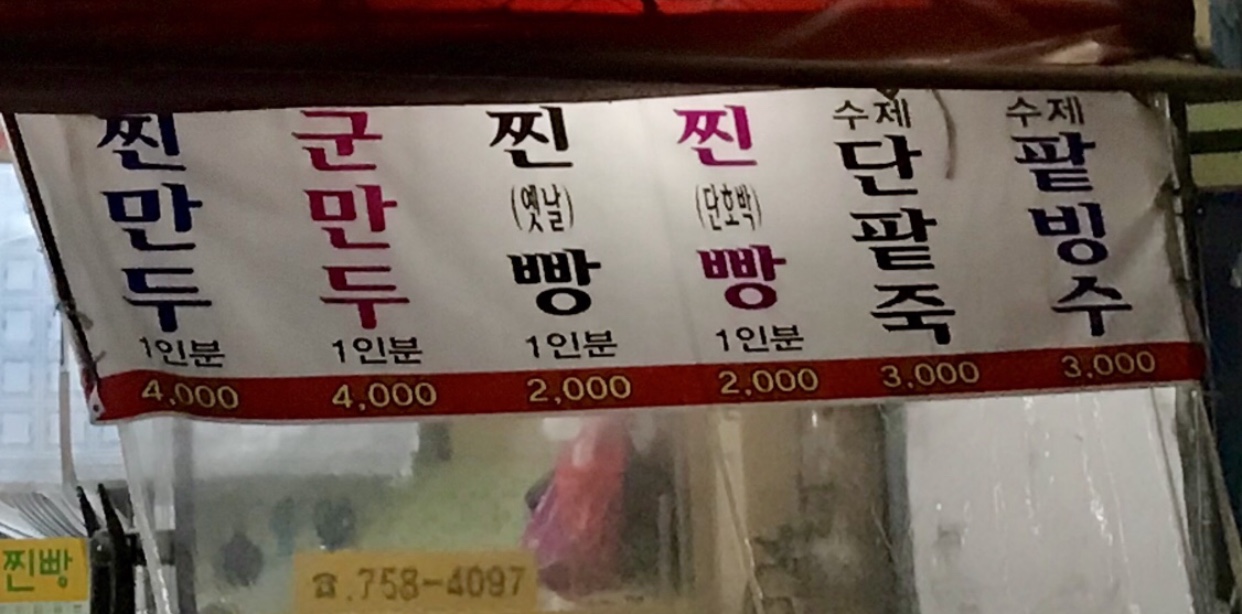 찐만두
1인분
4,000
군만두
1인분
4,000
찐
(옛날)
빵
1인분
2,000
찐
(단호박)
빵
1인분
2,000
수제
단팥죽
3,000
수제
팥빙수
3,000
찐빵
☎.758-4097